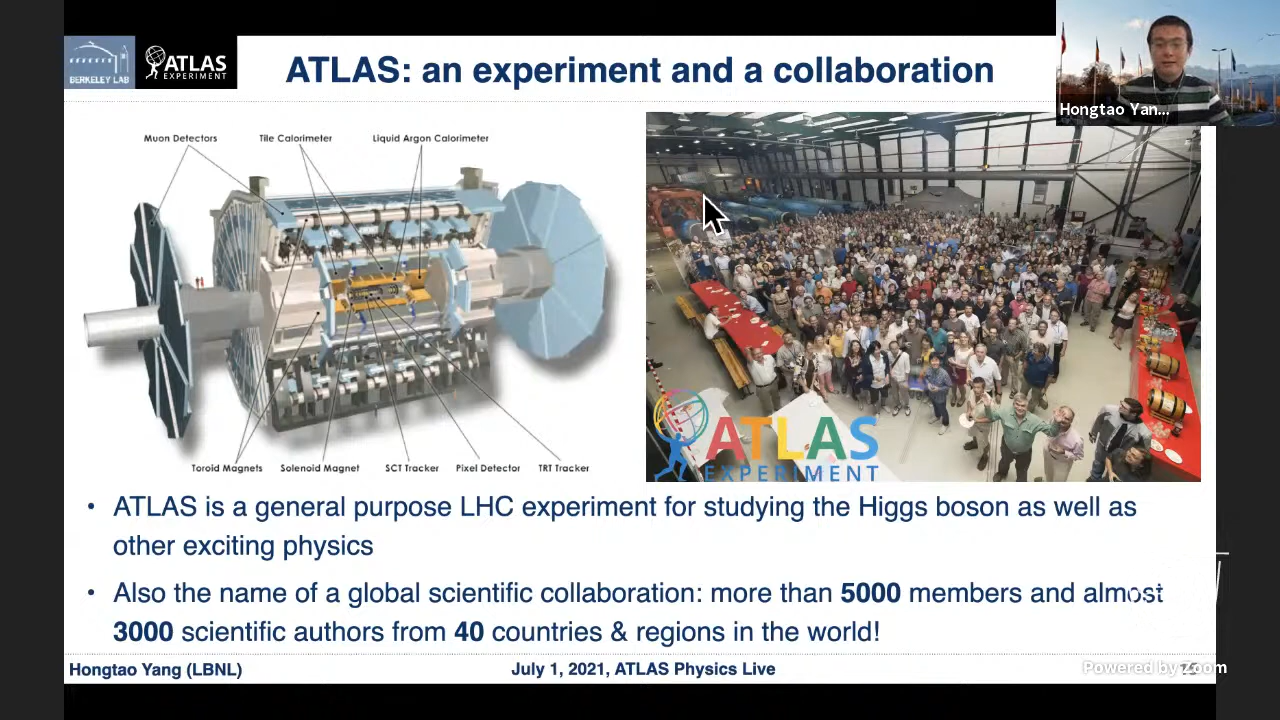 BERKELEY LAB
ATLAS
EXPERIMENT
ATLAS: an experiment and a collaboration
Hongtao Yan...
Muon Detectors
Tile Calorimeter
Liquid Argon Calorimeter
Toroid Magnets
Solenoid Magnet
SCT Tracker
Pixel Detector
TRT Tracker
ATLAS
EXPERIMENT
• ATLAS is a general purpose LHC experiment for studying the Higgs boson as well as
other exciting physics
• Also the name of a global scientific collaboration: more than 5000 members and almost
3000 scientific authors from 40 countries & regions in the world!
Hongtao Yang (LBNL)
July 1, 2021, ATLAS Physics Live
Powered by Zoom